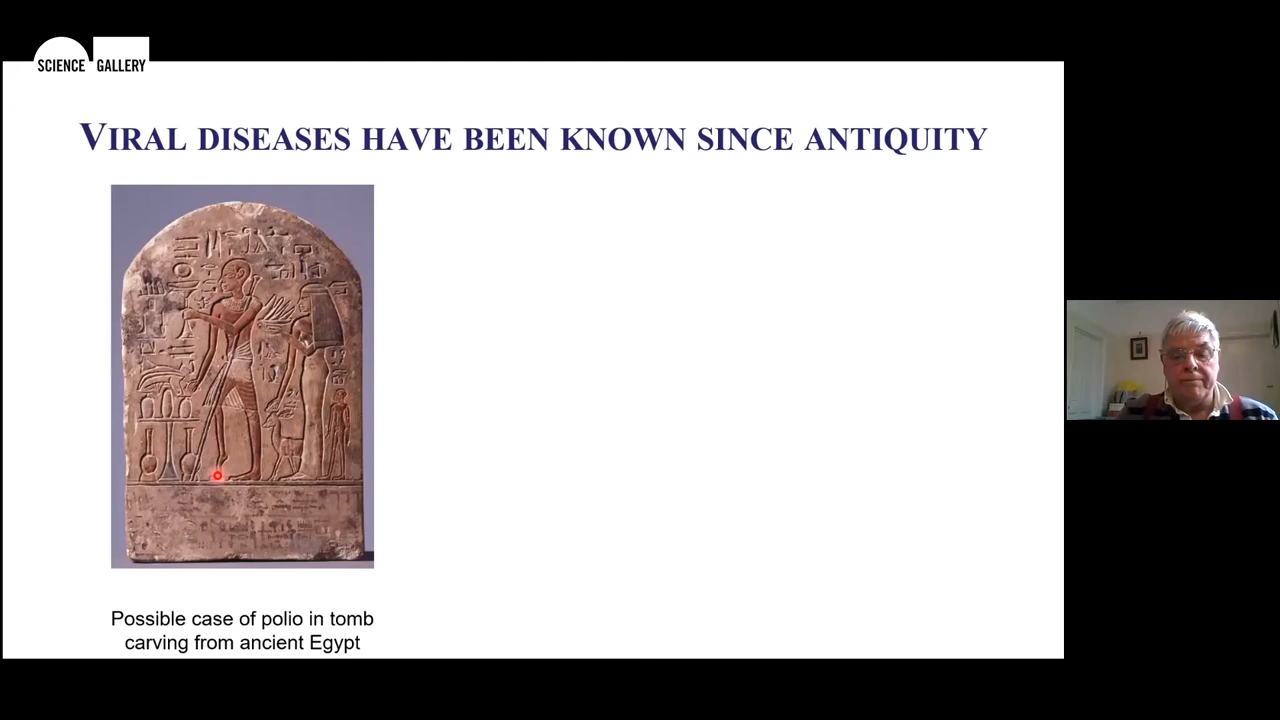 SCIENCE GALLERY
VIRAL DISEASES HAVE BEEN KNOWN SINCE ANTIQUITY
Possible case of polio in tomb
carving from ancient Egypt